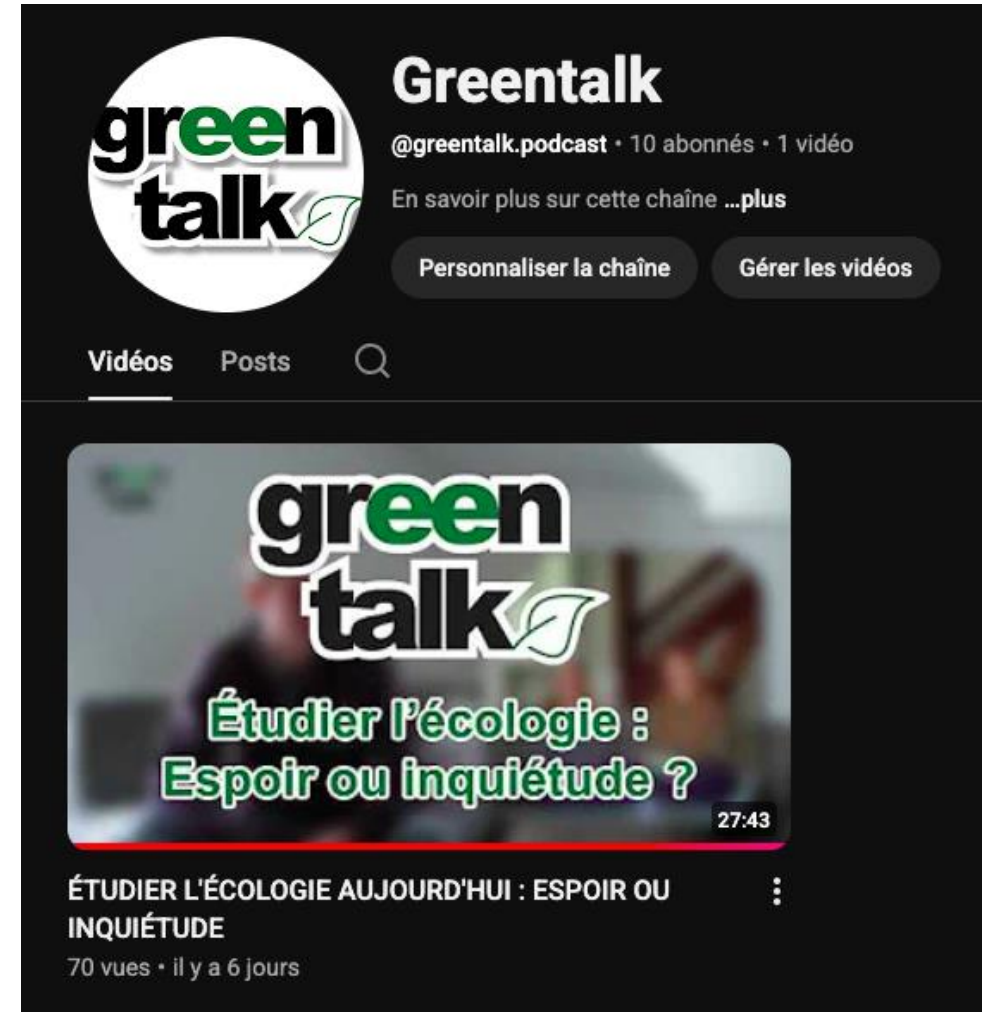 green
talk
Greentalk
@greentalk.podcast • 10 abonnés • 1 vidéo
En savoir plus sur cette chaîne ...plus
Personnaliser la chaîne
Gérer les vidéos
Vidéos
Posts
green
talk
Étudier l'écologie :
Espoir ou inquiétude ?
27:43
ÉTUDIER L'ÉCOLOGIE AUJOURD'HUI : ESPOIR OU
INQUIÉTUDE
70 vues • il y a 6 jours